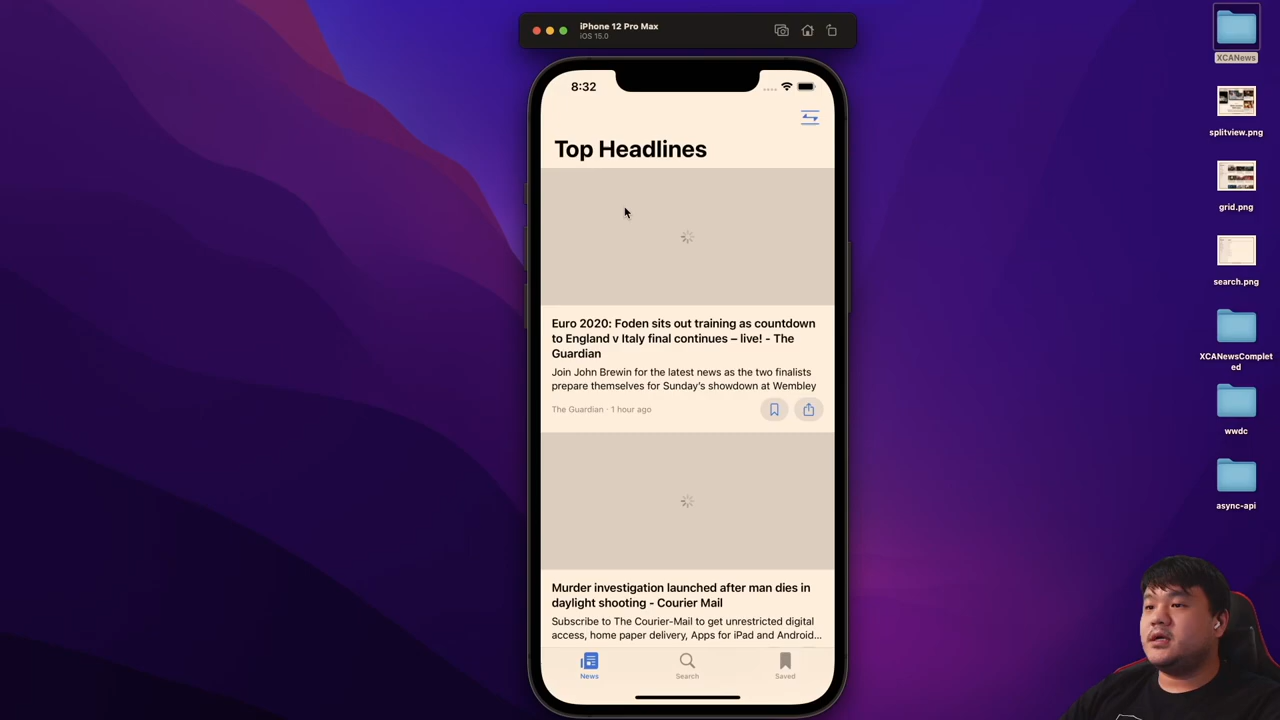 iPhone 12 Pro Max
iOS 15.0
8:32
Top Headlines
Euro 2020: Foden sits out training as countdown
to England v Italy final continues – live! - The
Guardian
Join John Brewin for the latest news as the two finalists
prepare themselves for Sunday's showdown at Wembley
The Guardian · 1 hour ago
Murder investigation launched after man dies in
daylight shooting - Courier Mail
Subscribe to The Courier-Mail to get unrestricted digital
access, home paper delivery, Apps for iPad and Android...
News
Search
Saved
XCANews
splitview.png
grid.png
search.png
XCANewsComplet
ed
wwdc
async-api